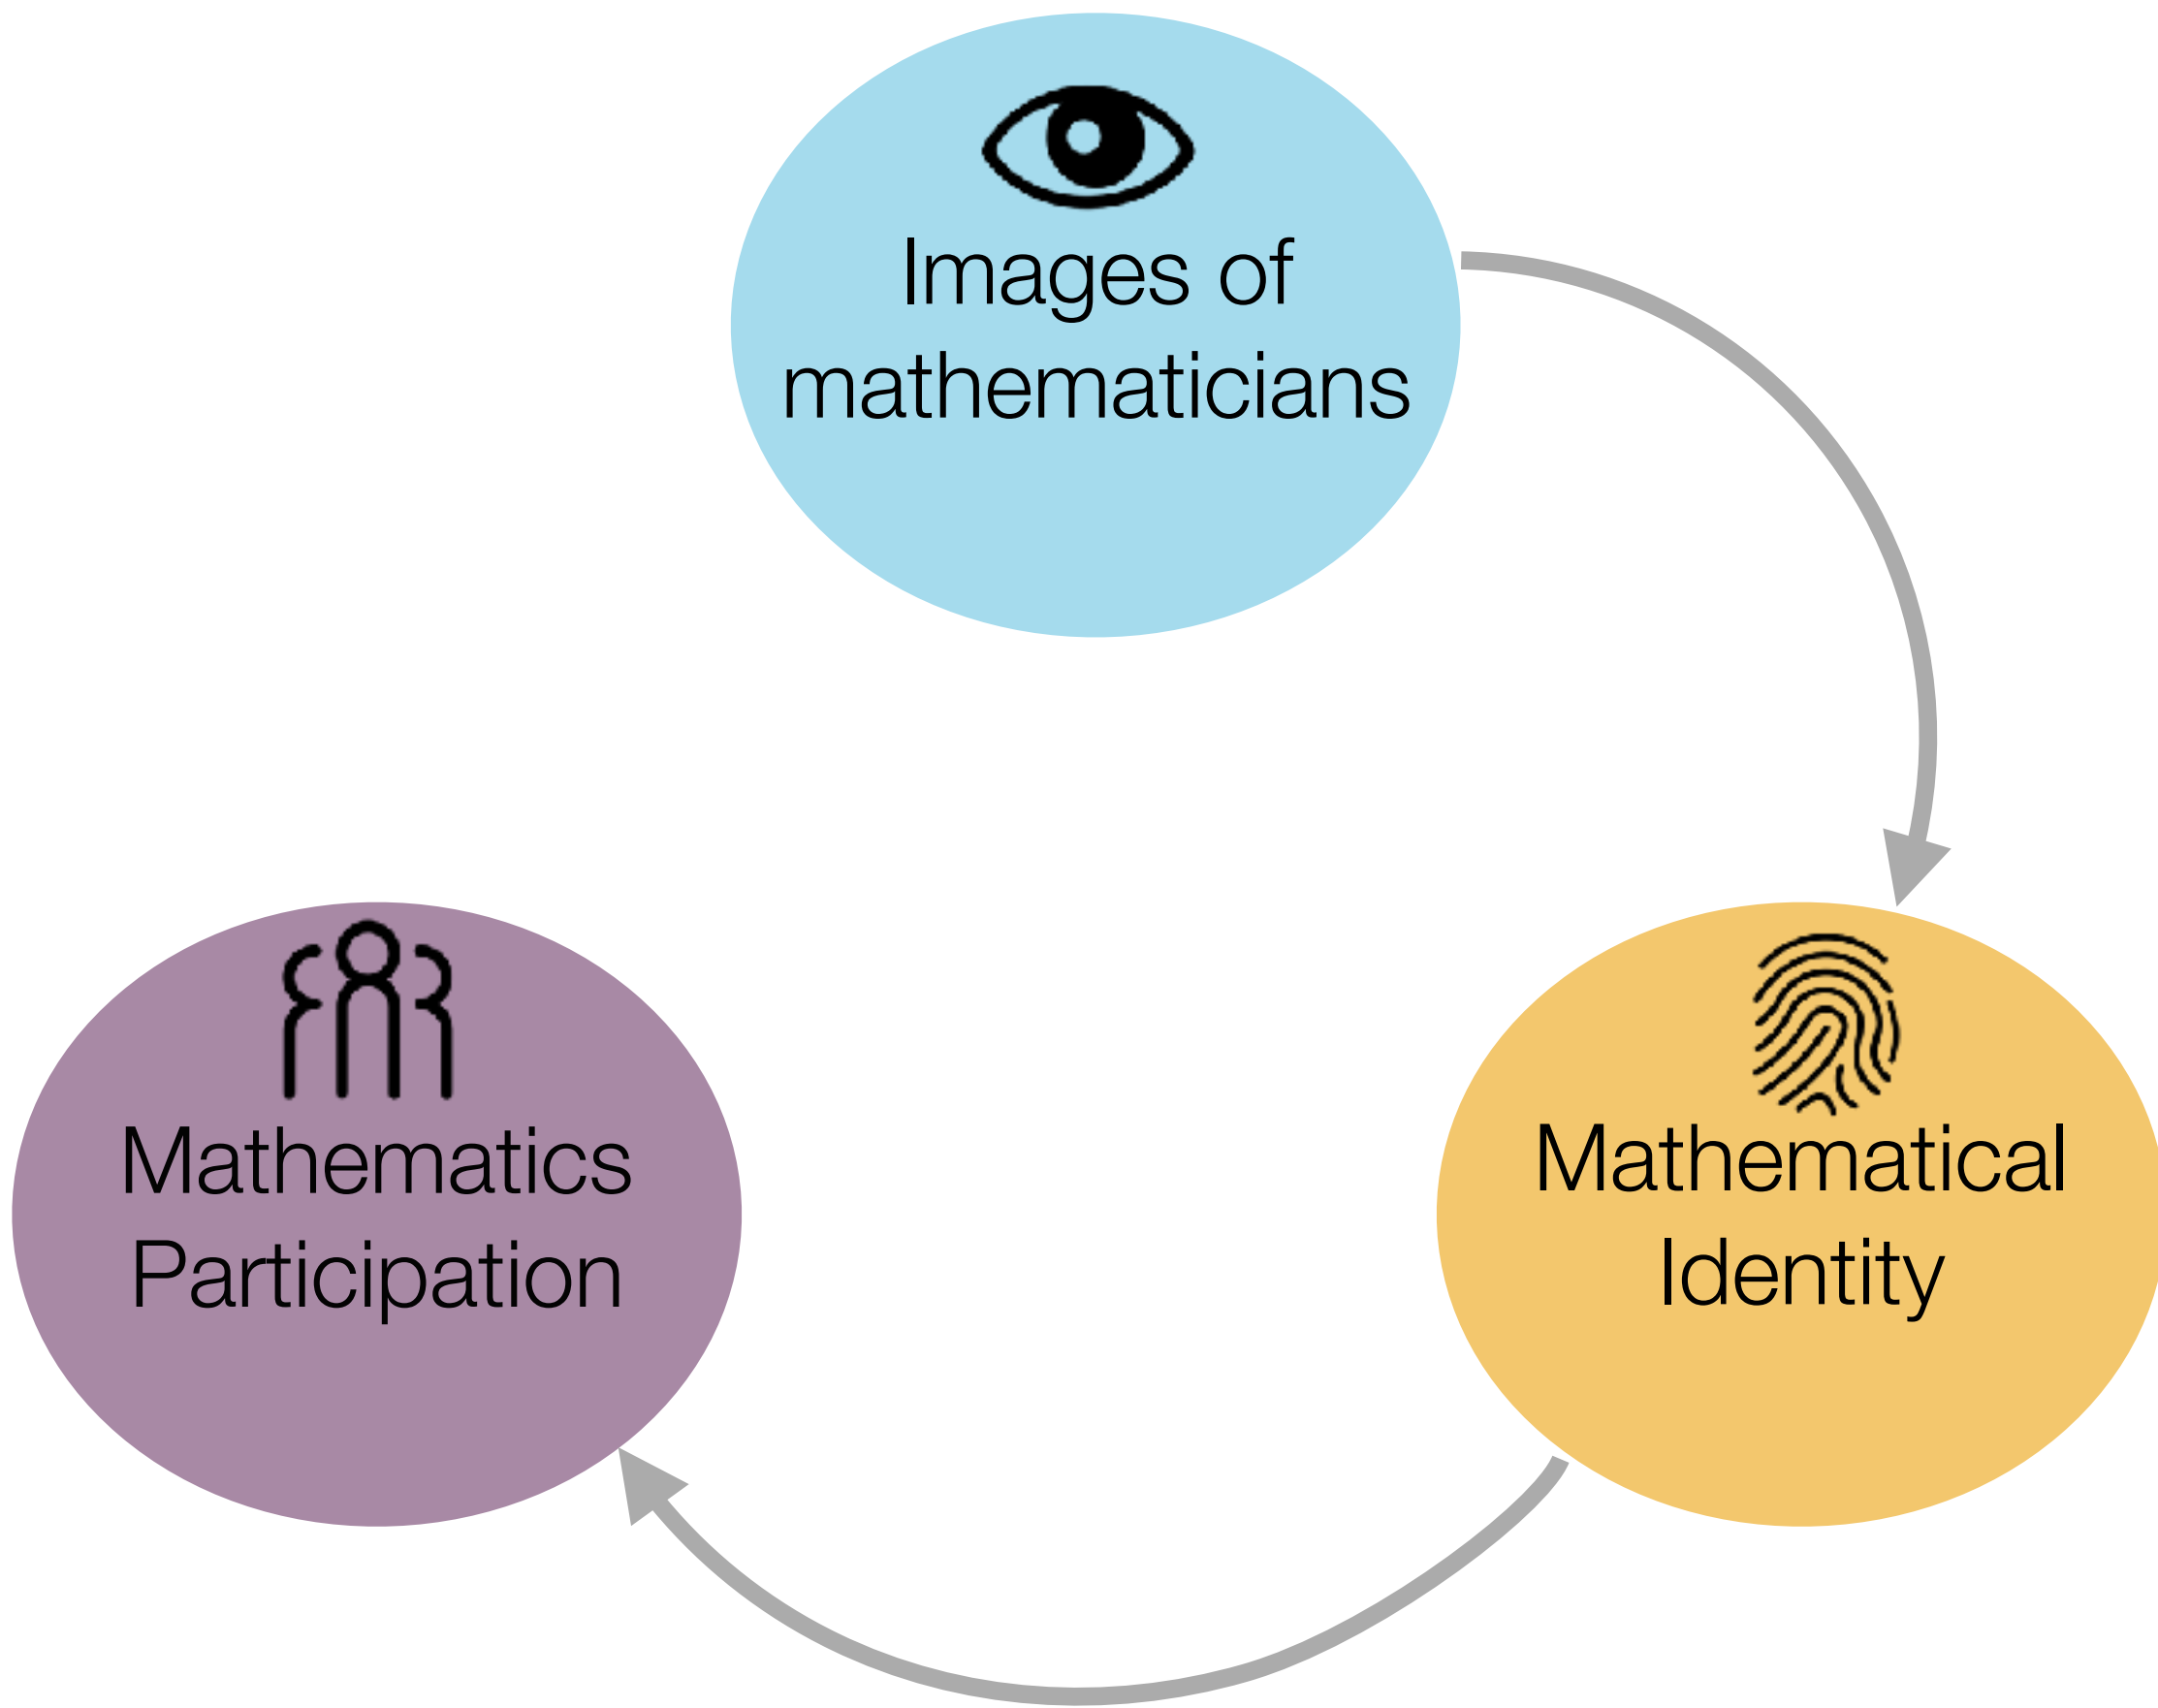 Images of
mathematicians
Mathematics
Participation
Mathematical
Identity